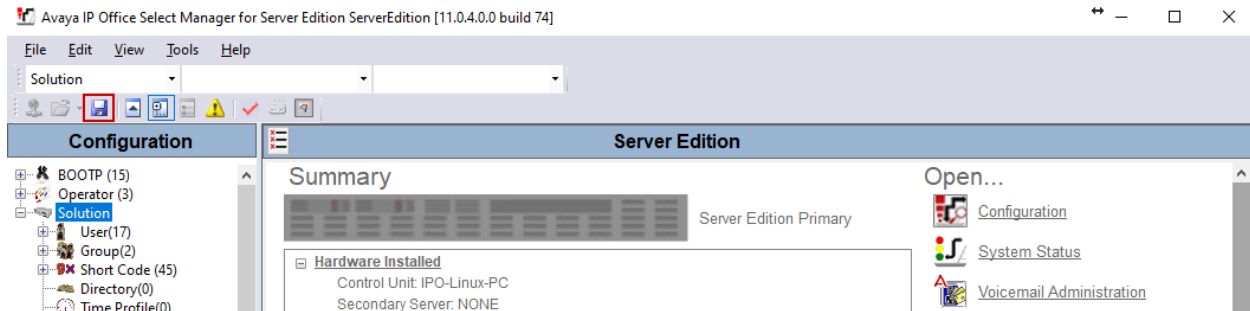 Avaya IP Office Select Manager for Server Edition ServerEdition [11.0.4.0.0 build 74]
File Edit View Tools Help
Solution
Configuration
Server Edition
BOOTP (15)
Operator (3)
Solution
User(17)
Group(2)
Short Code (45)
Directory(0)
Time Profile(0)
Summary
Server Edition Primary
Hardware Installed
Control Unit: IPO-Linux-PC
Secondary Server: NONE
Open...
Configuration
System Status
Voicemail Administration